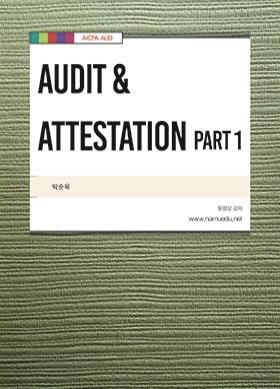 AICPA AUD
AUDIT &
ATTESTATION PART 1
박순욱
동영상 강의
www.namuedu.net